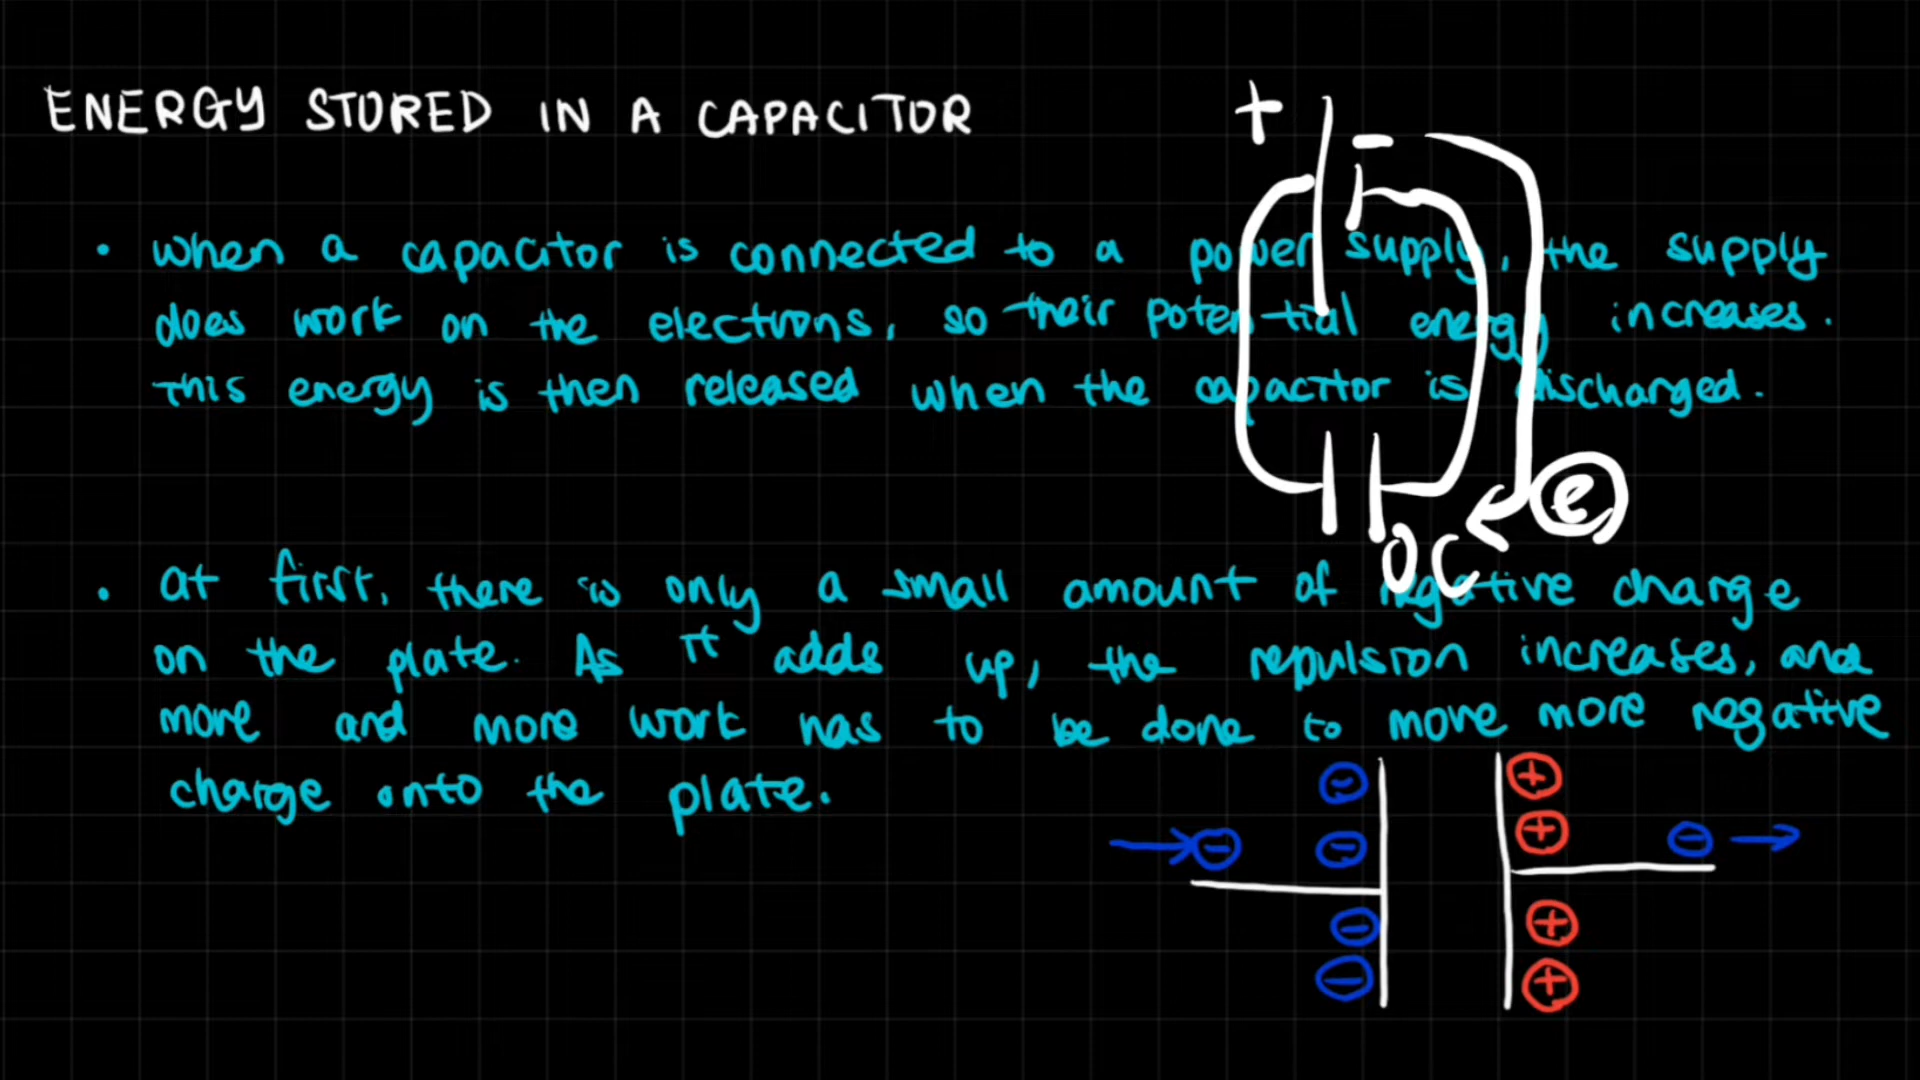 ENERGY STORED IN A CAPACITOR
+ -
• when a capacitor is connected to a power supply, the supply
does work on the electrons, so their potential energy increases.
This energy is then released when the capacitor is discharged.
e
0C
• at first, there is only a small amount of negative charge
on the plate. As it adds up, the repulsion increases, and
more and more work has to be done to move more negative
charge onto the plate.
- +
- - + -
- +
- +